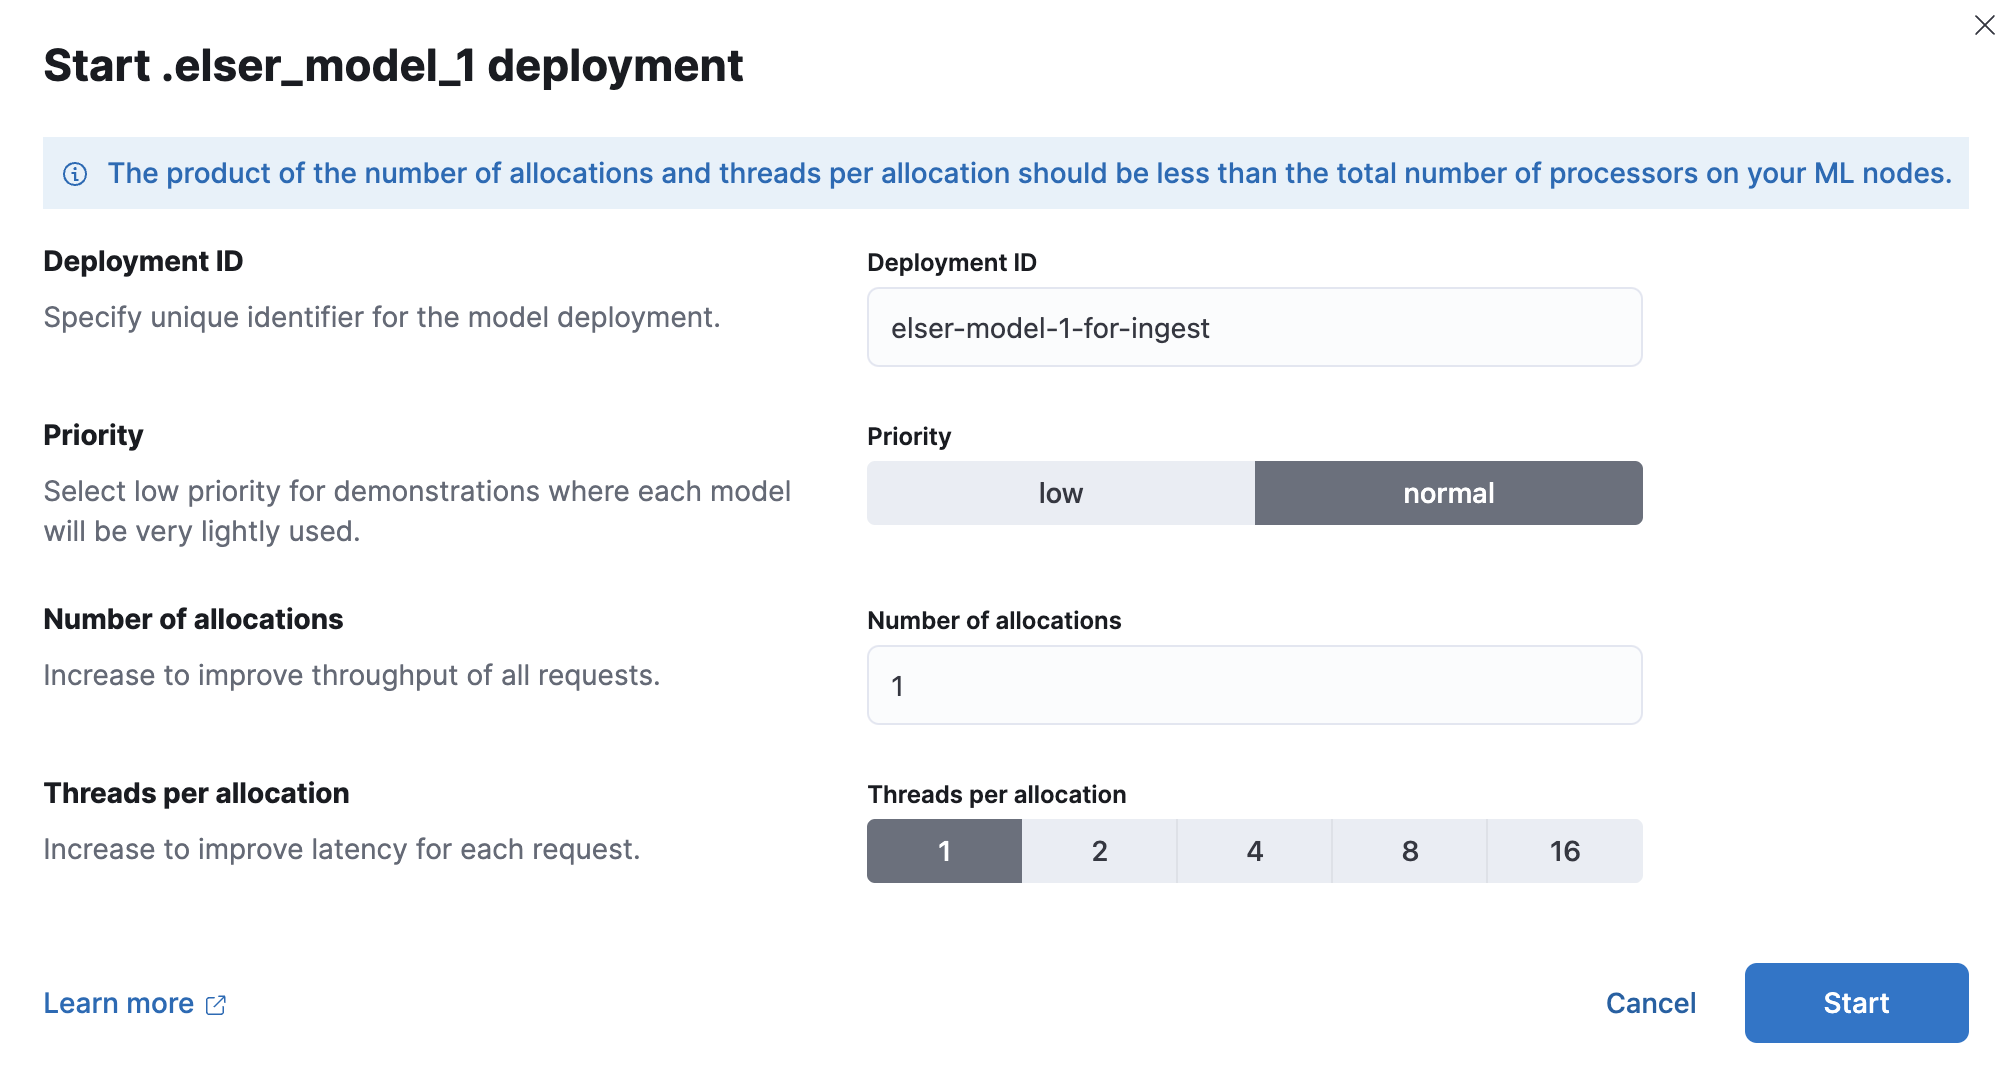 Start .elser_model_1 deployment
The product of the number of allocations and threads per allocation should be less than the total number of processors on your ML nodes.
Deployment ID
Specify unique identifier for the model deployment.
Deployment ID
elser-model-1-for-ingest
Priority
Select low priority for demonstrations where each model
will be very lightly used.
Priority
low normal
Number of allocations
Increase to improve throughput of all requests.
Number of allocations
1
Threads per allocation
Increase to improve latency for each request.
Threads per allocation
1 2 4 8 16
Learn more
Cancel
Start